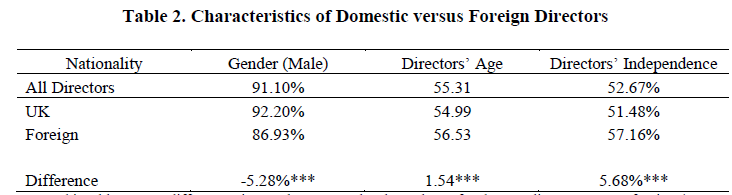 Table 2. Characteristics of Domestic versus Foreign Directors
Nationality Gender (Male) Directors' Age Directors' Independence
All Directors 91.10% 55.31 52.67%
UK 92.20% 54.99 51.48%
Foreign 86.93% 56.53 57.16%
Difference -5.28%*** 1.54*** 5.68%***